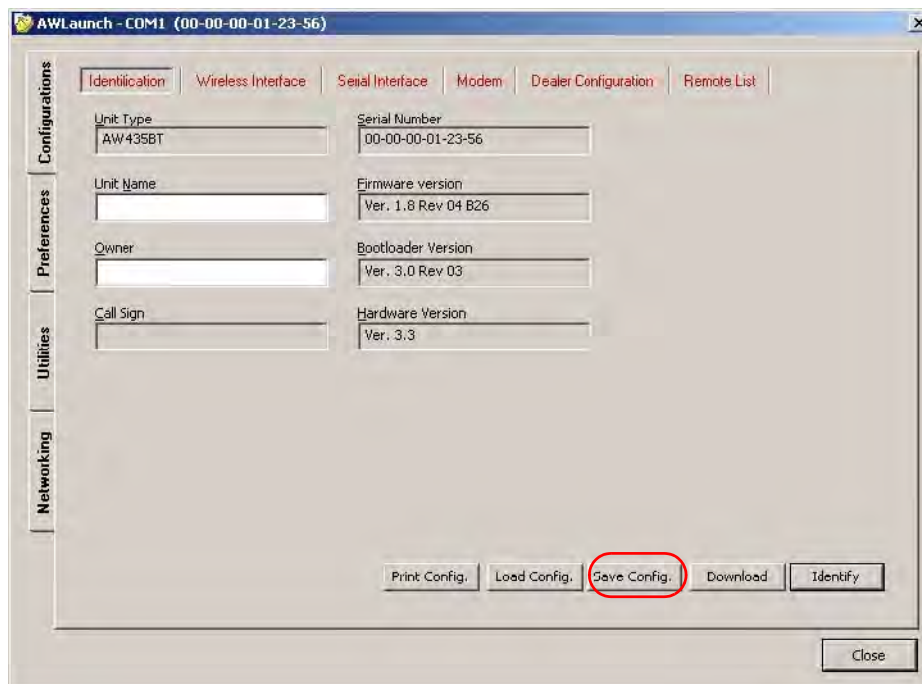 AWLaunch - COM1 (00-00-00-01-23-56)
Configurations
Preferences
Utilities
Networking
Identification
Wireless Interface
Serial Interface
Modem
Dealer Configuration
Remote List
Unit Type
AW435BT
Serial Number
00-00-00-01-23-56
Unit Name
Firmware version
Ver. 1.8 Rev 04 B26
Owner
Bootloader Version
Ver. 3.0 Rev 03
Call Sign
Hardware Version
Ver. 3.3
Print Config.
Load Config.
Save Config.
Download
Identify
Close